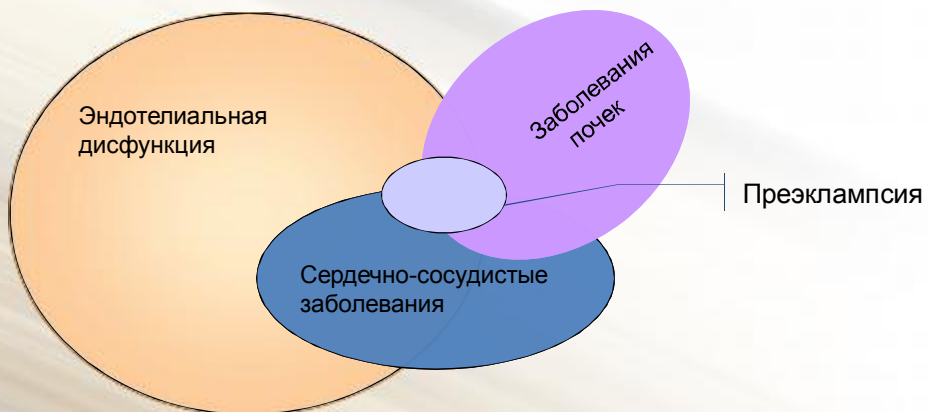 Эндотелиальная
дисфункция
Заболевания
почек
Преэклампсия
Сердечно-сосудистые
заболевания